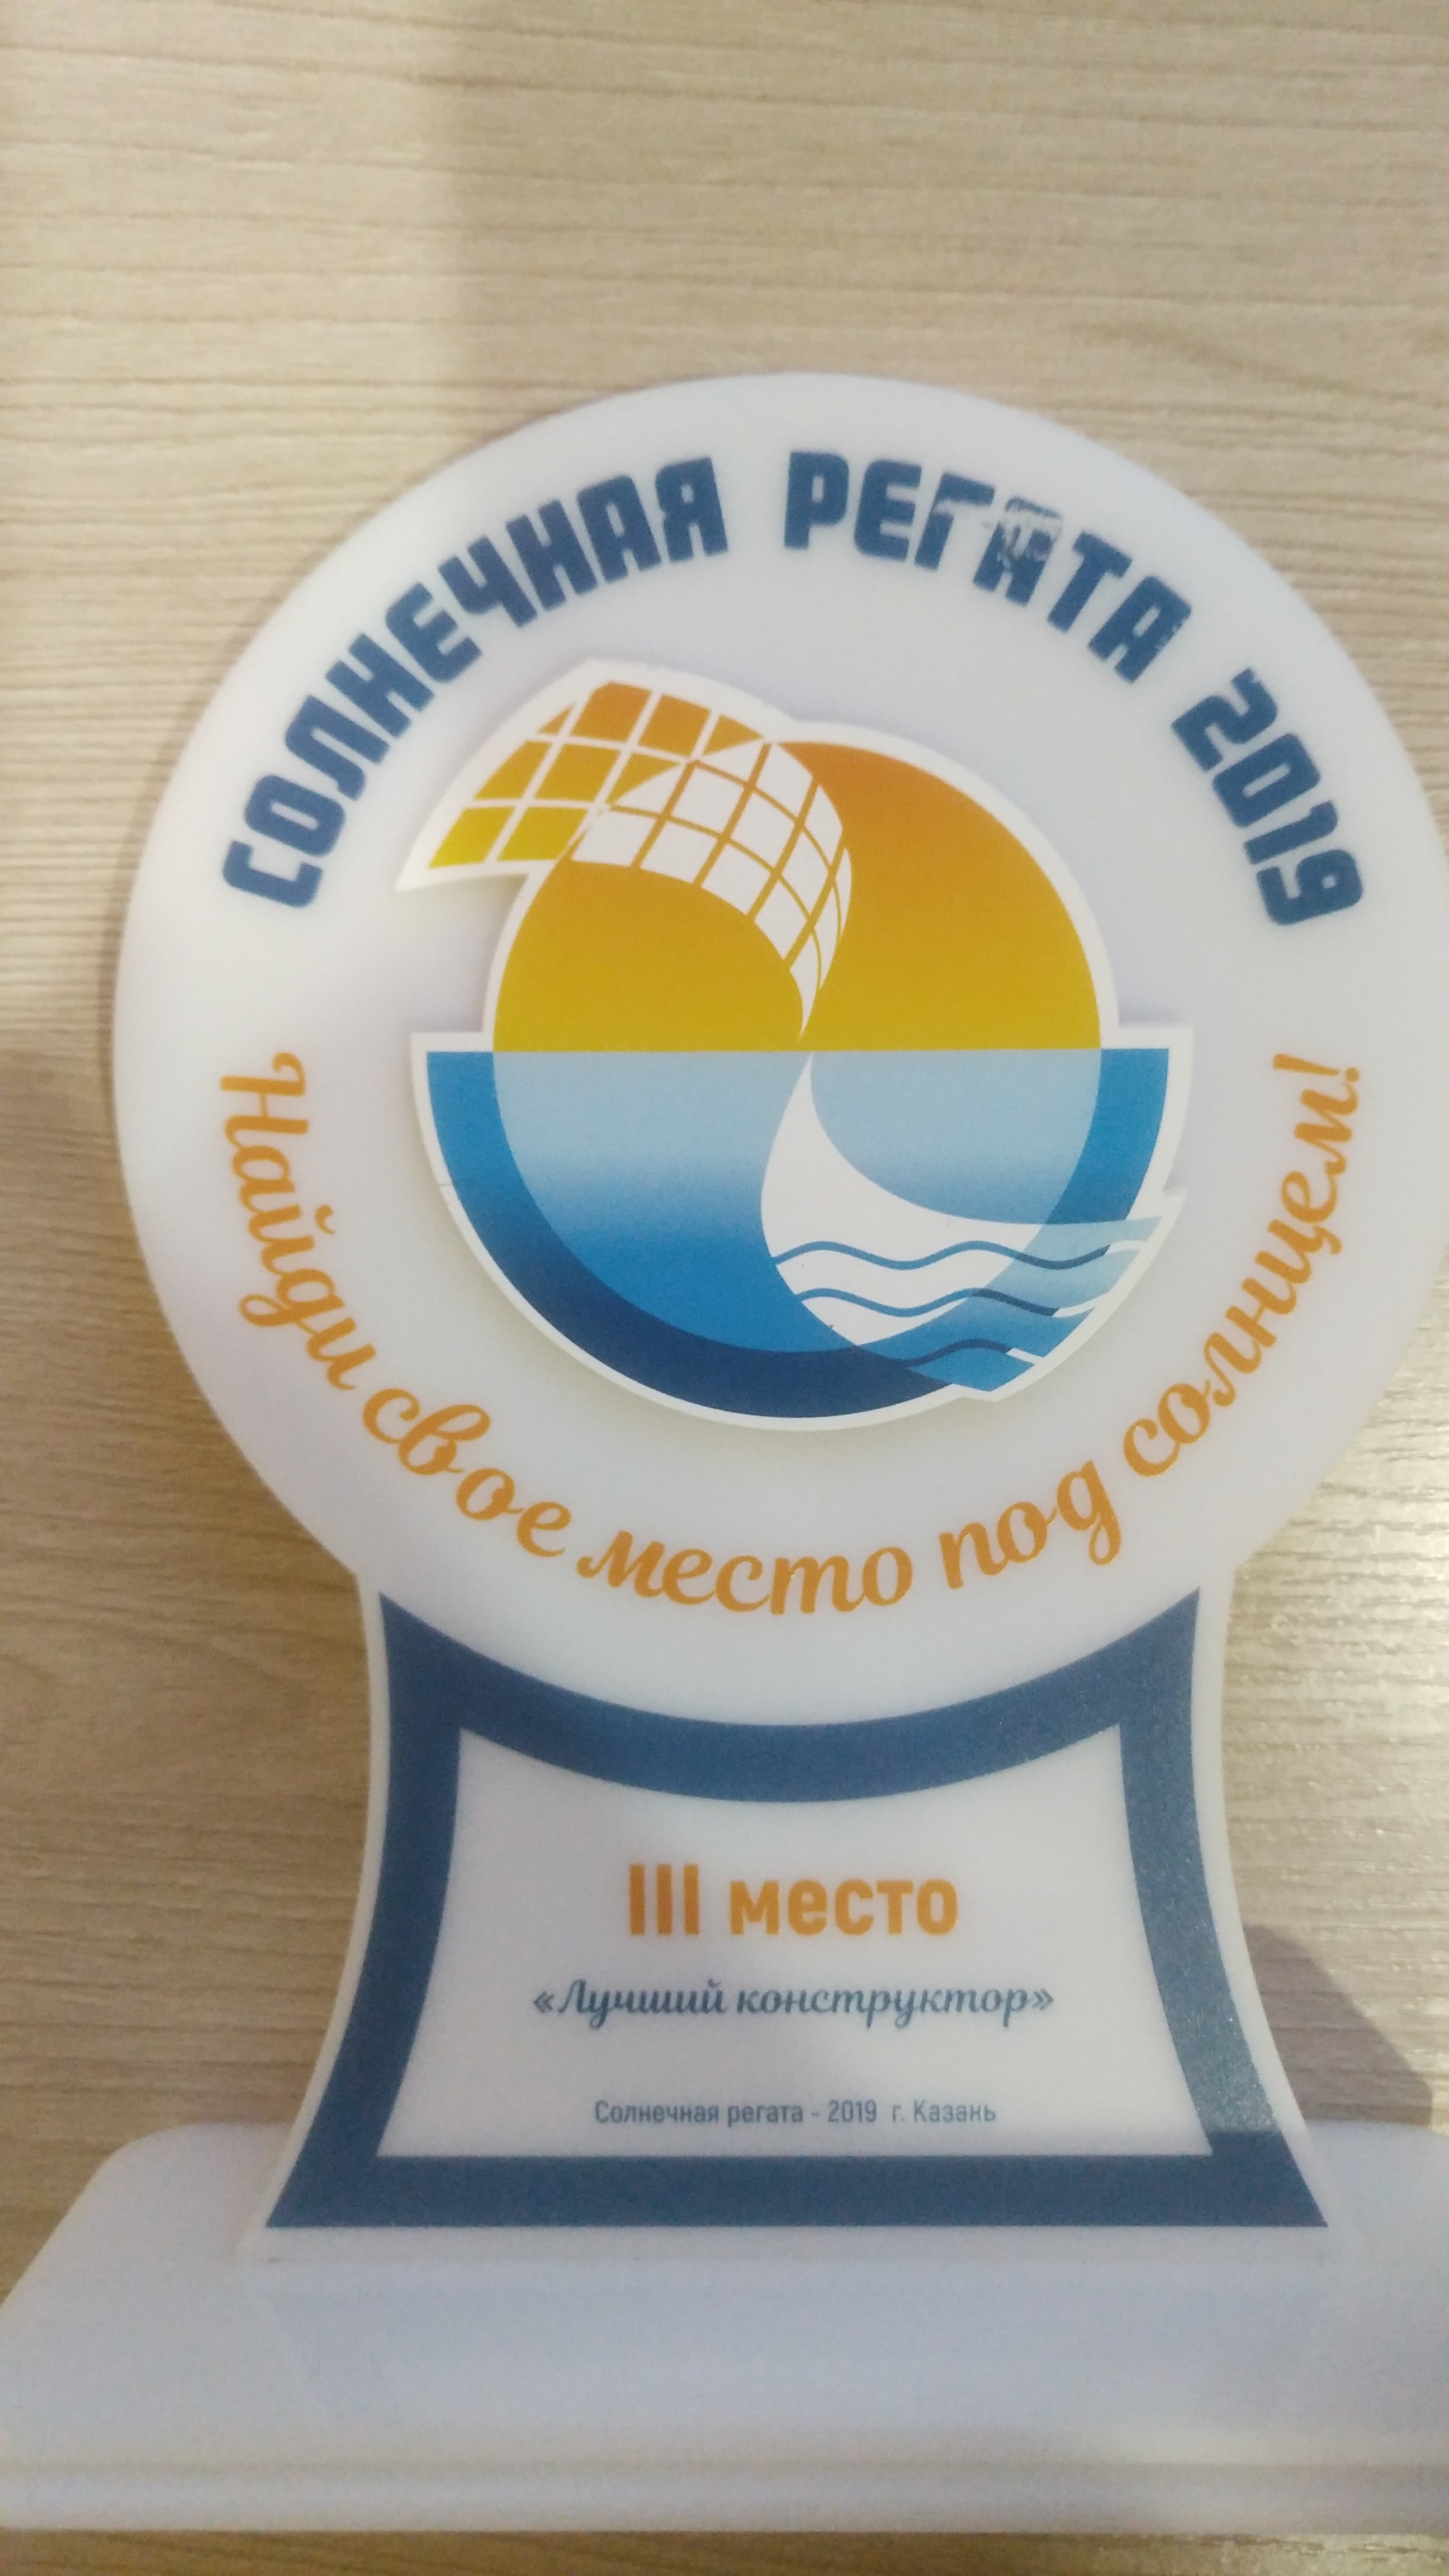 СОЛНЕЧНАЯ РЕГАТА 2019
Найди свое место под солнцем!
III место
«Лучший конструктор»
Солнечная регата - 2019 г. Казань